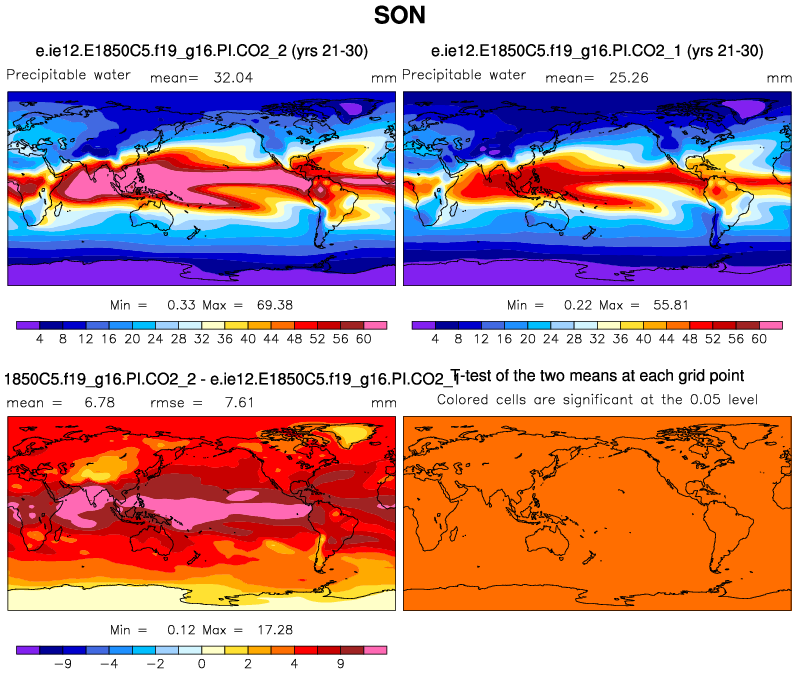 SON
e.ie12.E1850C5.f19_g16.PI.CO2_2 (yrs 21-30)
Precipitable water mean= 32.04 mm
e.ie12.E1850C5.f19_g16.PI.CO2_1 (yrs 21-30)
Precipitable water mean= 25.26 mm
Min = 0.33 Max = 69.38
4 8 12 16 20 24 28 32 36 40 44 48 52 56 60
Min = 0.22 Max = 55.81
4 8 12 16 20 24 28 32 36 40 44 48 52 56 60
1850C5.f19_g16.PI.CO2_2 - e.ie12.E1850C5.f19_g16.PI.CO2_1
mean = 6.78 rmse = 7.61 mm
T-test of the two means at each grid point
Colored cells are significant at the 0.05 level
Min = 0.12 Max = 17.28
-9 -4 -2 0 2 4 9